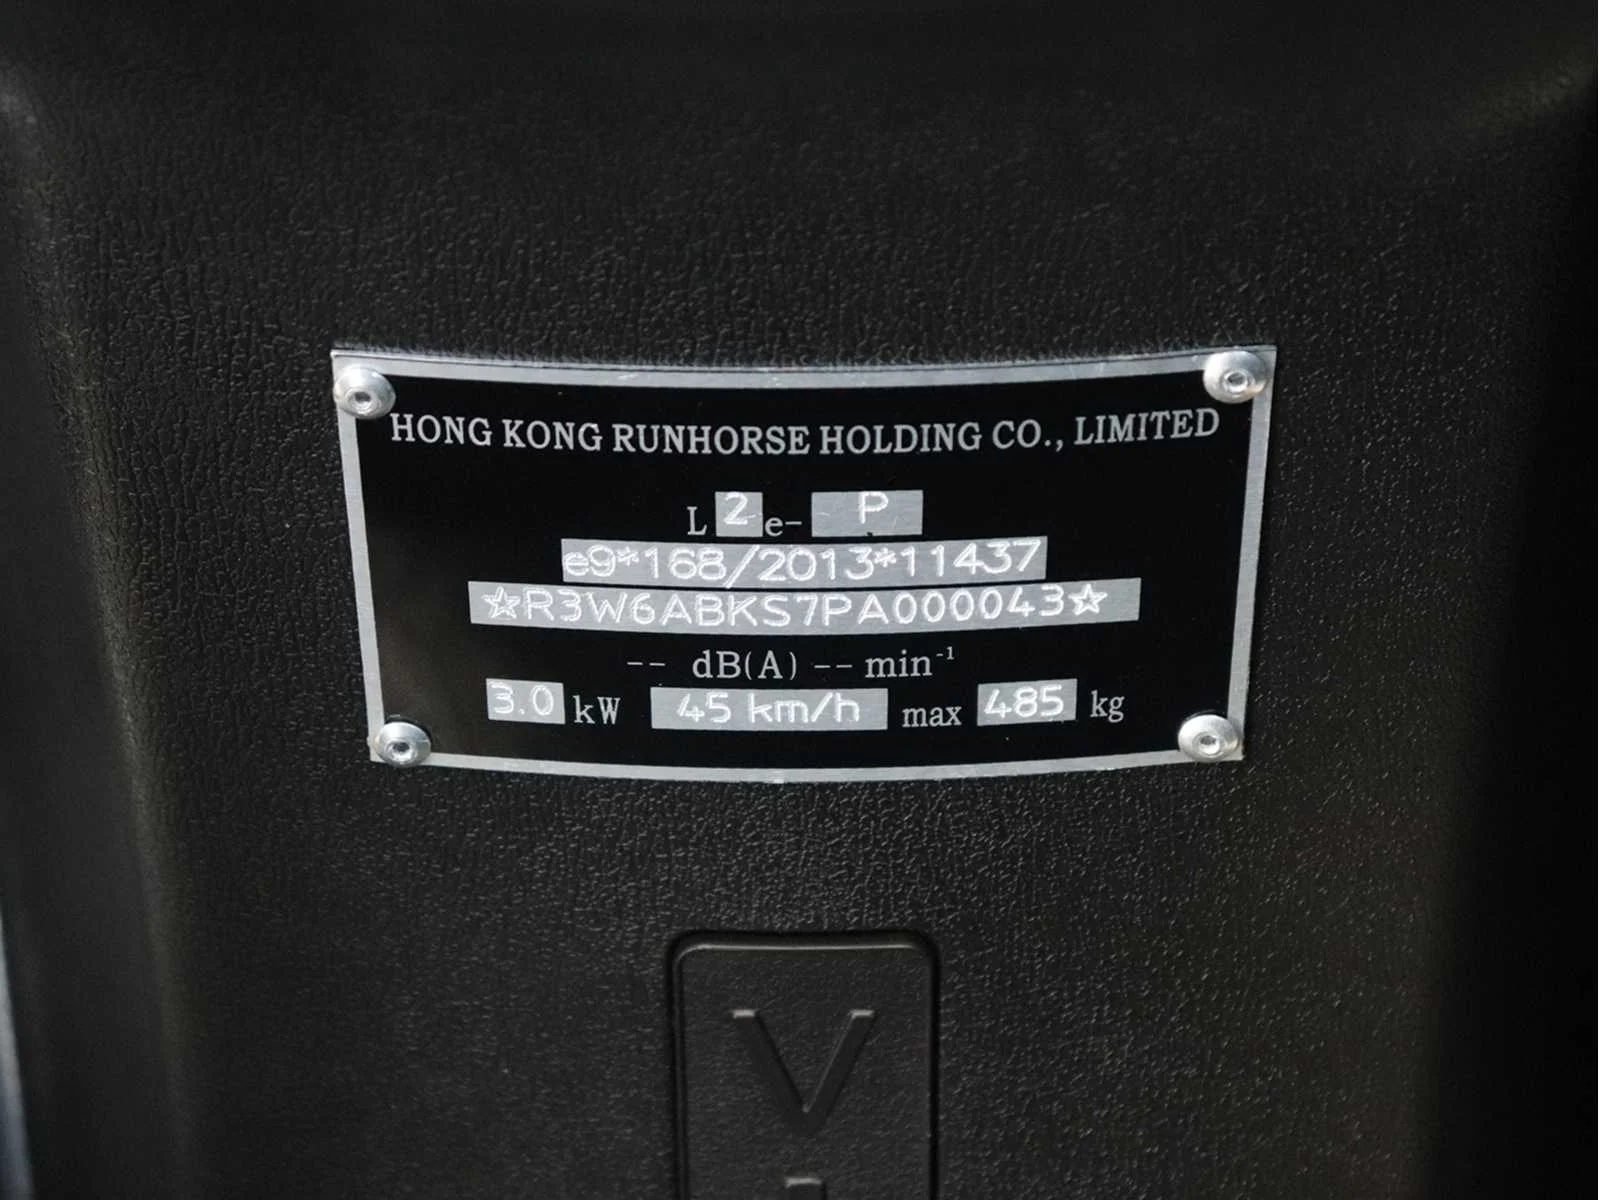 HONG KONG RUNHORSE HOLDING CO., LIMITED
L 2 e- P
e9*168/2013*11437
☆R3W6ABKS7PA000043☆
-- dB(A) -- min⁻¹
3.0 kW 45 km/h max 485 kg
V